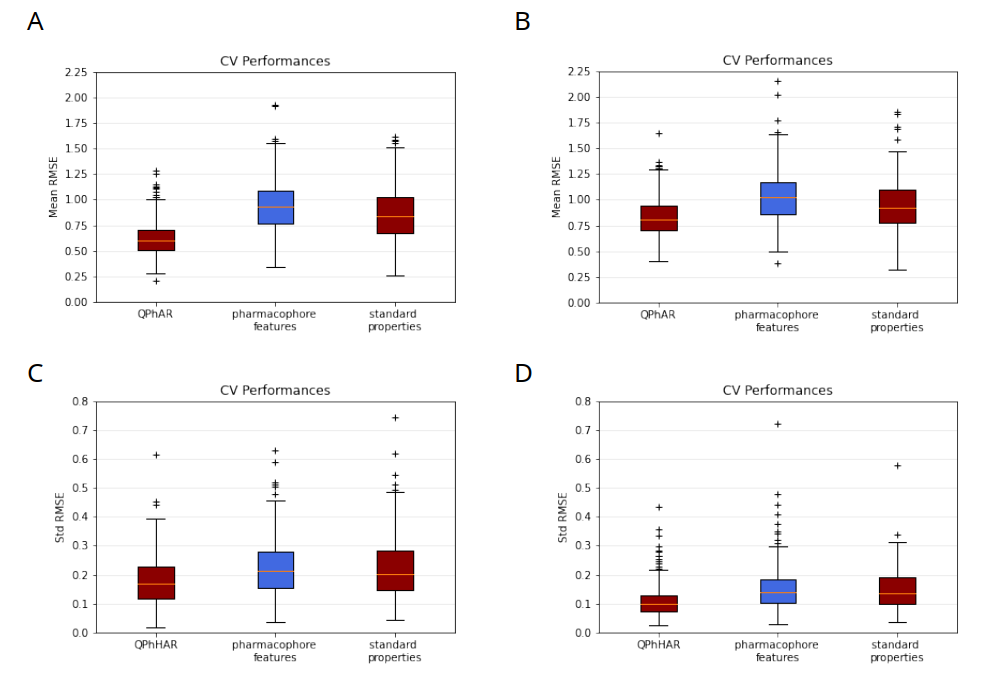 A
CV Performances
Mean RMSE
2.25
2.00
1.75
1.50
1.25
1.00
0.75
0.50
0.25
0.00
QPhAR
pharmacophore
features
standard
properties
B
CV Performances
Mean RMSE
2.25
2.00
1.75
1.50
1.25
1.00
0.75
0.50
0.25
0.00
QPhAR
pharmacophore
features
standard
properties
C
CV Performances
Std RMSE
0.8
0.7
0.6
0.5
0.4
0.3
0.2
0.1
0.0
QPhHAR
pharmacophore
features
standard
properties
D
CV Performances
Std RMSE
0.8
0.7
0.6
0.5
0.4
0.3
0.2
0.1
0.0
QPhHAR
pharmacophore
features
standard
properties